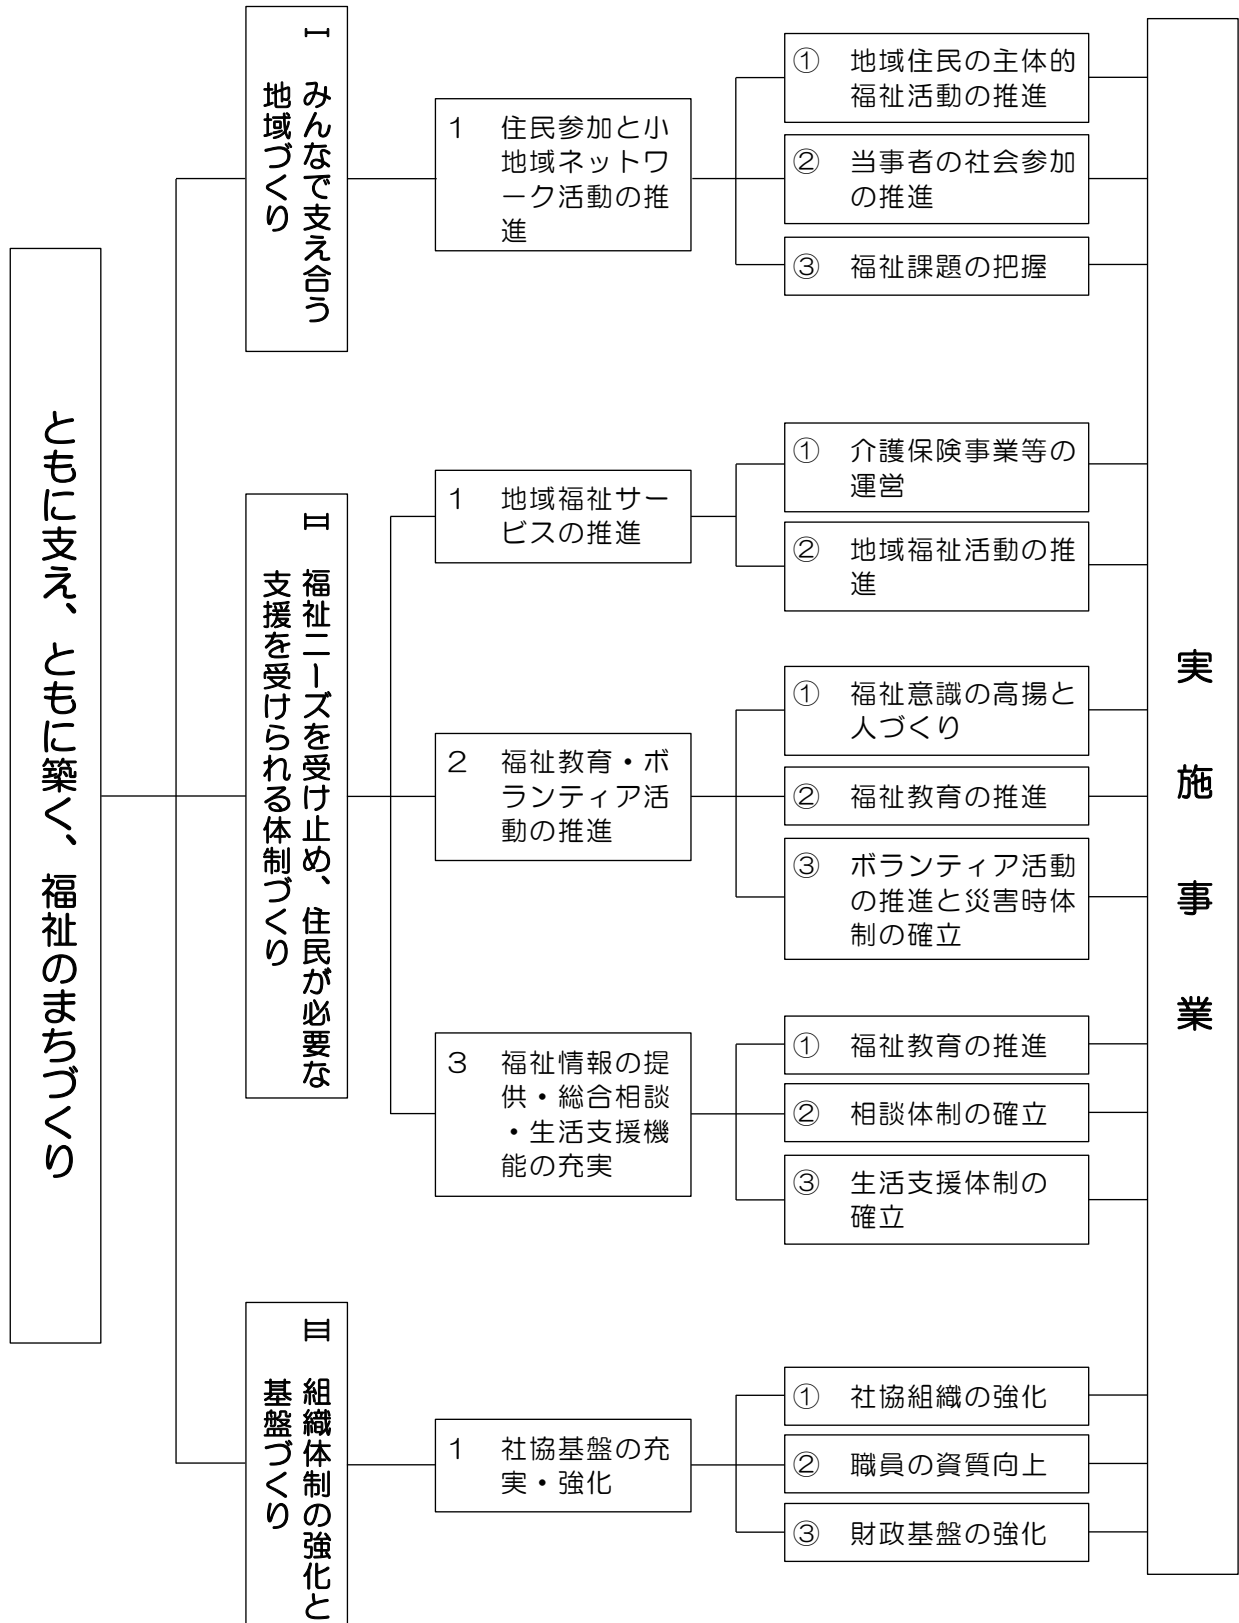 ともに支え、ともに築く、福祉のまちづくり
Ⅰ　みんなで支え合う
地域づくり
1　住民参加と小
地域ネットワ
ーク活動の推
進
①　地域住民の主体的
福祉活動の推進
②　当事者の社会参加
の推進
③　福祉課題の把握
Ⅱ　福祉ニーズを受け止め、住民が必要な
支援を受けられる体制づくり
1　地域福祉サー
ビスの推進
①　介護保険事業等の
運営
②　地域福祉活動の推
進
2　福祉教育・ボ
ランティア活
動の推進
①　福祉意識の高揚と
人づくり
②　福祉教育の推進
③　ボランティア活動
の推進と災害時体
制の確立
3　福祉情報の提
供・総合相談
・生活支援機
能の充実
①　福祉教育の推進
②　相談体制の確立
③　生活支援体制の
確立
Ⅲ　組織体制の強化と
基盤づくり
1　社協基盤の充
実・強化
①　社協組織の強化
②　職員の資質向上
③　財政基盤の強化
実施事業